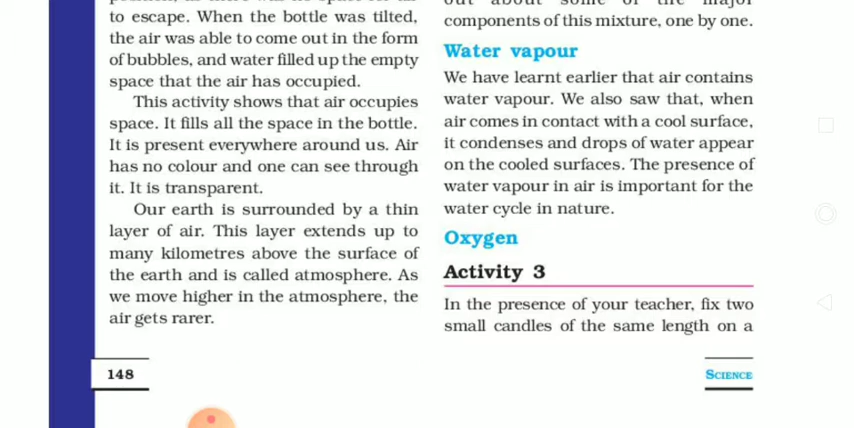 to escape. When the bottle was tilted,
the air was able to come out in the form
of bubbles, and water filled up the empty
space that the air has occupied.
This activity shows that air occupies
space. It fills all the space in the bottle.
It is present everywhere around us. Air
has no colour and one can see through
it. It is transparent.
Our earth is surrounded by a thin
layer of air. This layer extends up to
many kilometres above the surface of
the earth and is called atmosphere. As
we move higher in the atmosphere, the
air gets rarer.
148
components of this mixture, one by one.
Water vapour
We have learnt earlier that air contains
water vapour. We also saw that, when
air comes in contact with a cool surface,
it condenses and drops of water appear
on the cooled surfaces. The presence of
water vapour in air is important for the
water cycle in nature.
Oxygen
Activity 3
In the presence of your teacher, fix two
small candles of the same length on a
SCIENCE